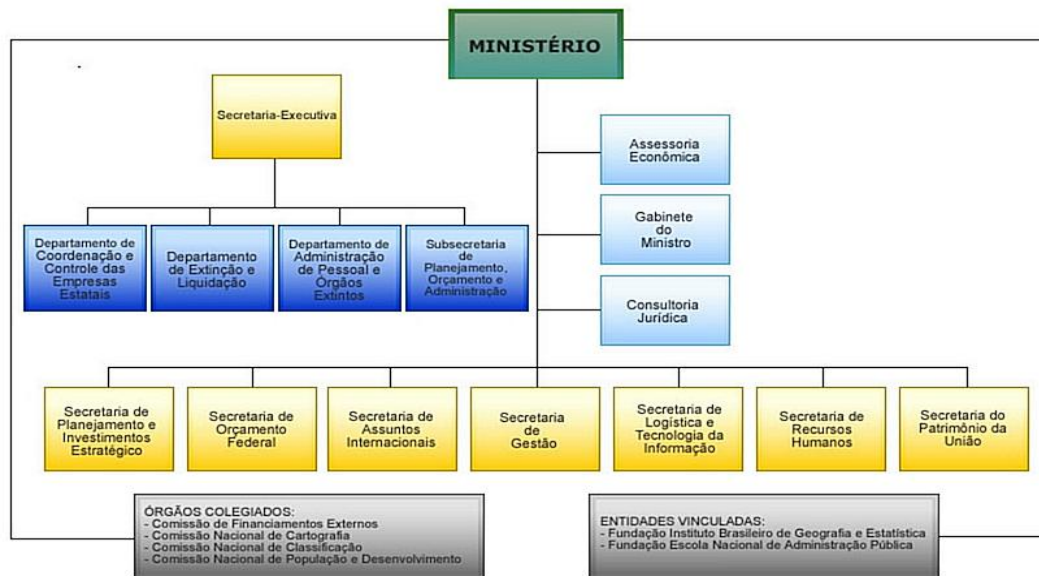 MINISTÉRIO
Secretaria-Executiva
Assessoria
Econômica
Gabinete
do
Ministro
Consultoria
Jurídica
Departamento de
Coordenação e
Controle das
Empresas
Estatais
Departamento
de Extinção e
Liquidação
Departamento de
Administração
de Pessoal e
Órgãos
Extintos
Subsecretaria
de
Planejamento,
Orçamento e
Administração
Secretaria de
Planejamento e
Investimentos
Estratégico
Secretaria de
Orçamento
Federal
Secretaria de
Assuntos
Internacionais
Secretaria
de
Gestão
Secretaria de
Logística e
Tecnologia da
Informação
Secretaria de
Recursos
Humanos
Secretaria do
Patrimônio da
União
ÓRGÃOS COLEGIADOS:
- Comissão de Financiamentos Externos
- Comissão Nacional de Cartografia
- Comissão Nacional de Classificação
- Comissão Nacional de População e Desenvolvimento
ENTIDADES VINCULADAS:
- Fundação Instituto Brasileiro de Geografia e Estatística
- Fundação Escola Nacional de Administração Pública